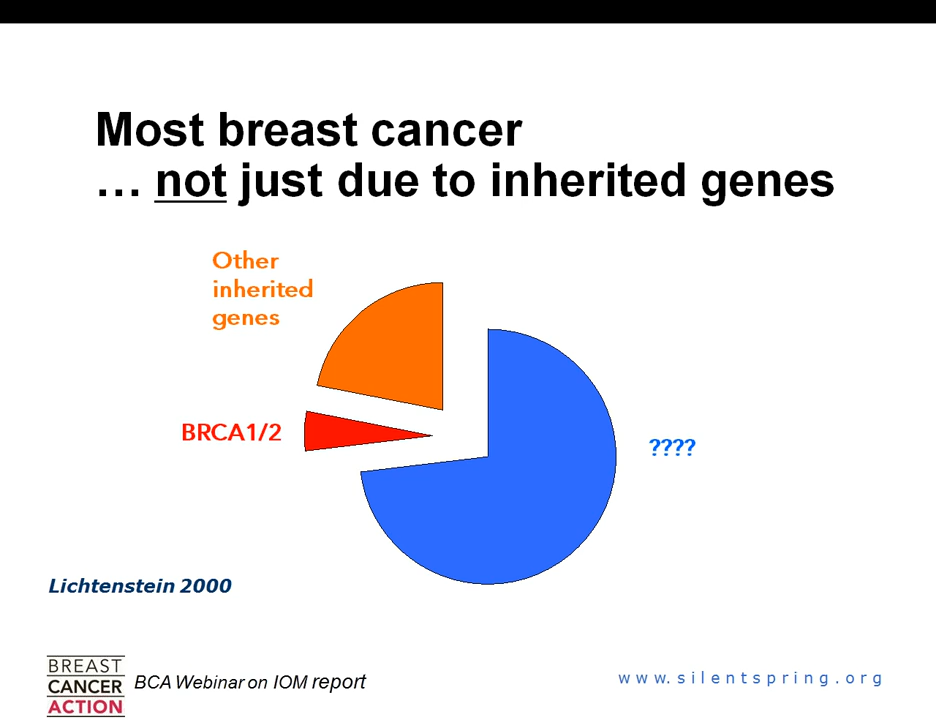 Most breast cancer
… not just due to inherited genes
Other
inherited
genes
BRCA1/2
????
Lichtenstein 2000
BREAST
CANCER
ACTION
BCA Webinar on IOM report
www.silentspring.org